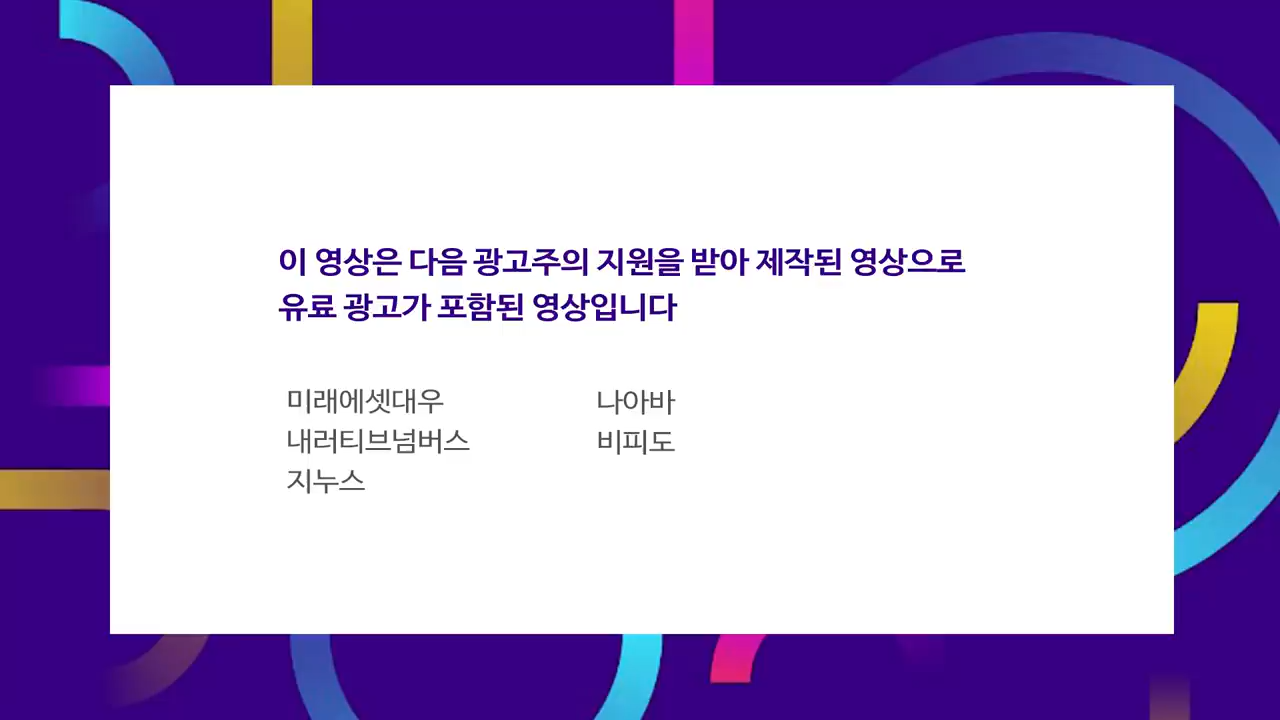 이 영상은 다음 광고주의 지원을 받아 제작된 영상으로
유료 광고가 포함된 영상입니다
미래에셋대우
내러티브넘버스
지누스
나아바
비피도